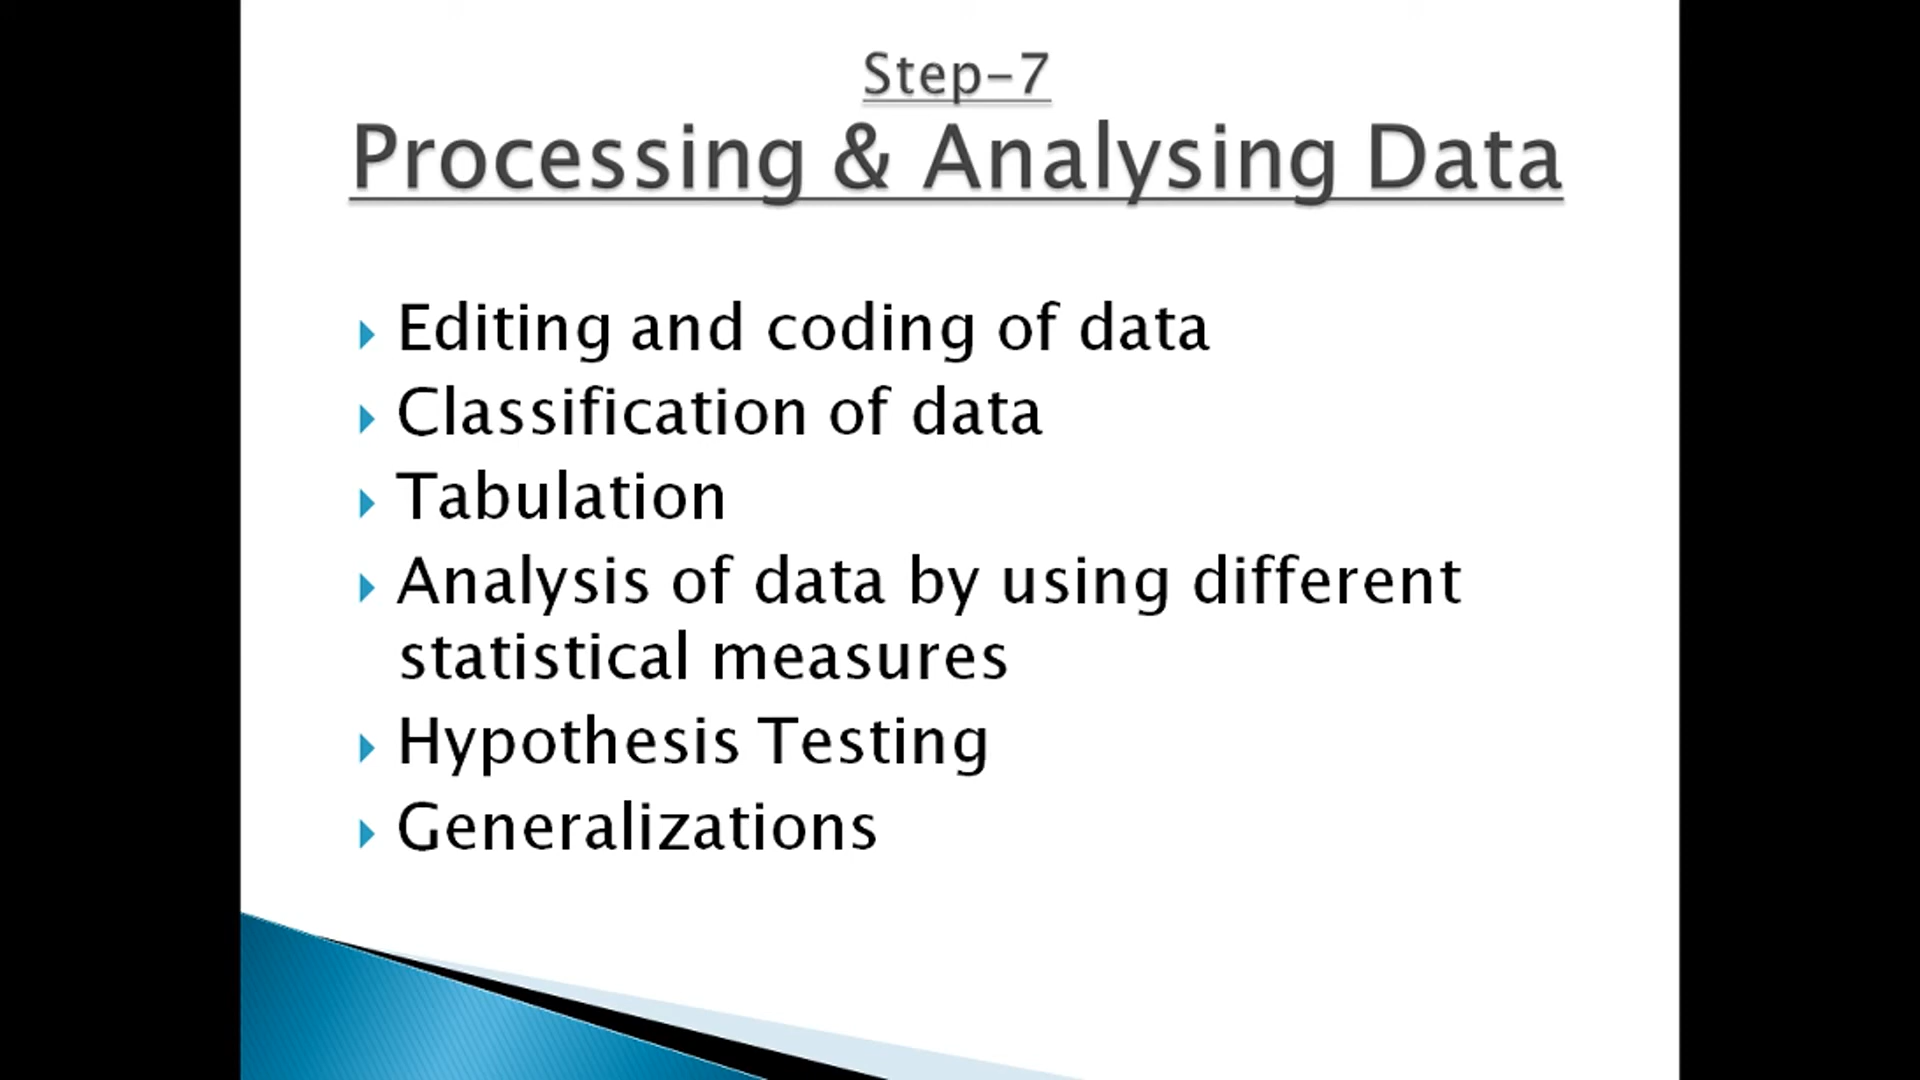 Step-7
Processing & Analysing Data
Editing and coding of data
Classification of data
Tabulation
Analysis of data by using different
statistical measures
Hypothesis Testing
Generalizations